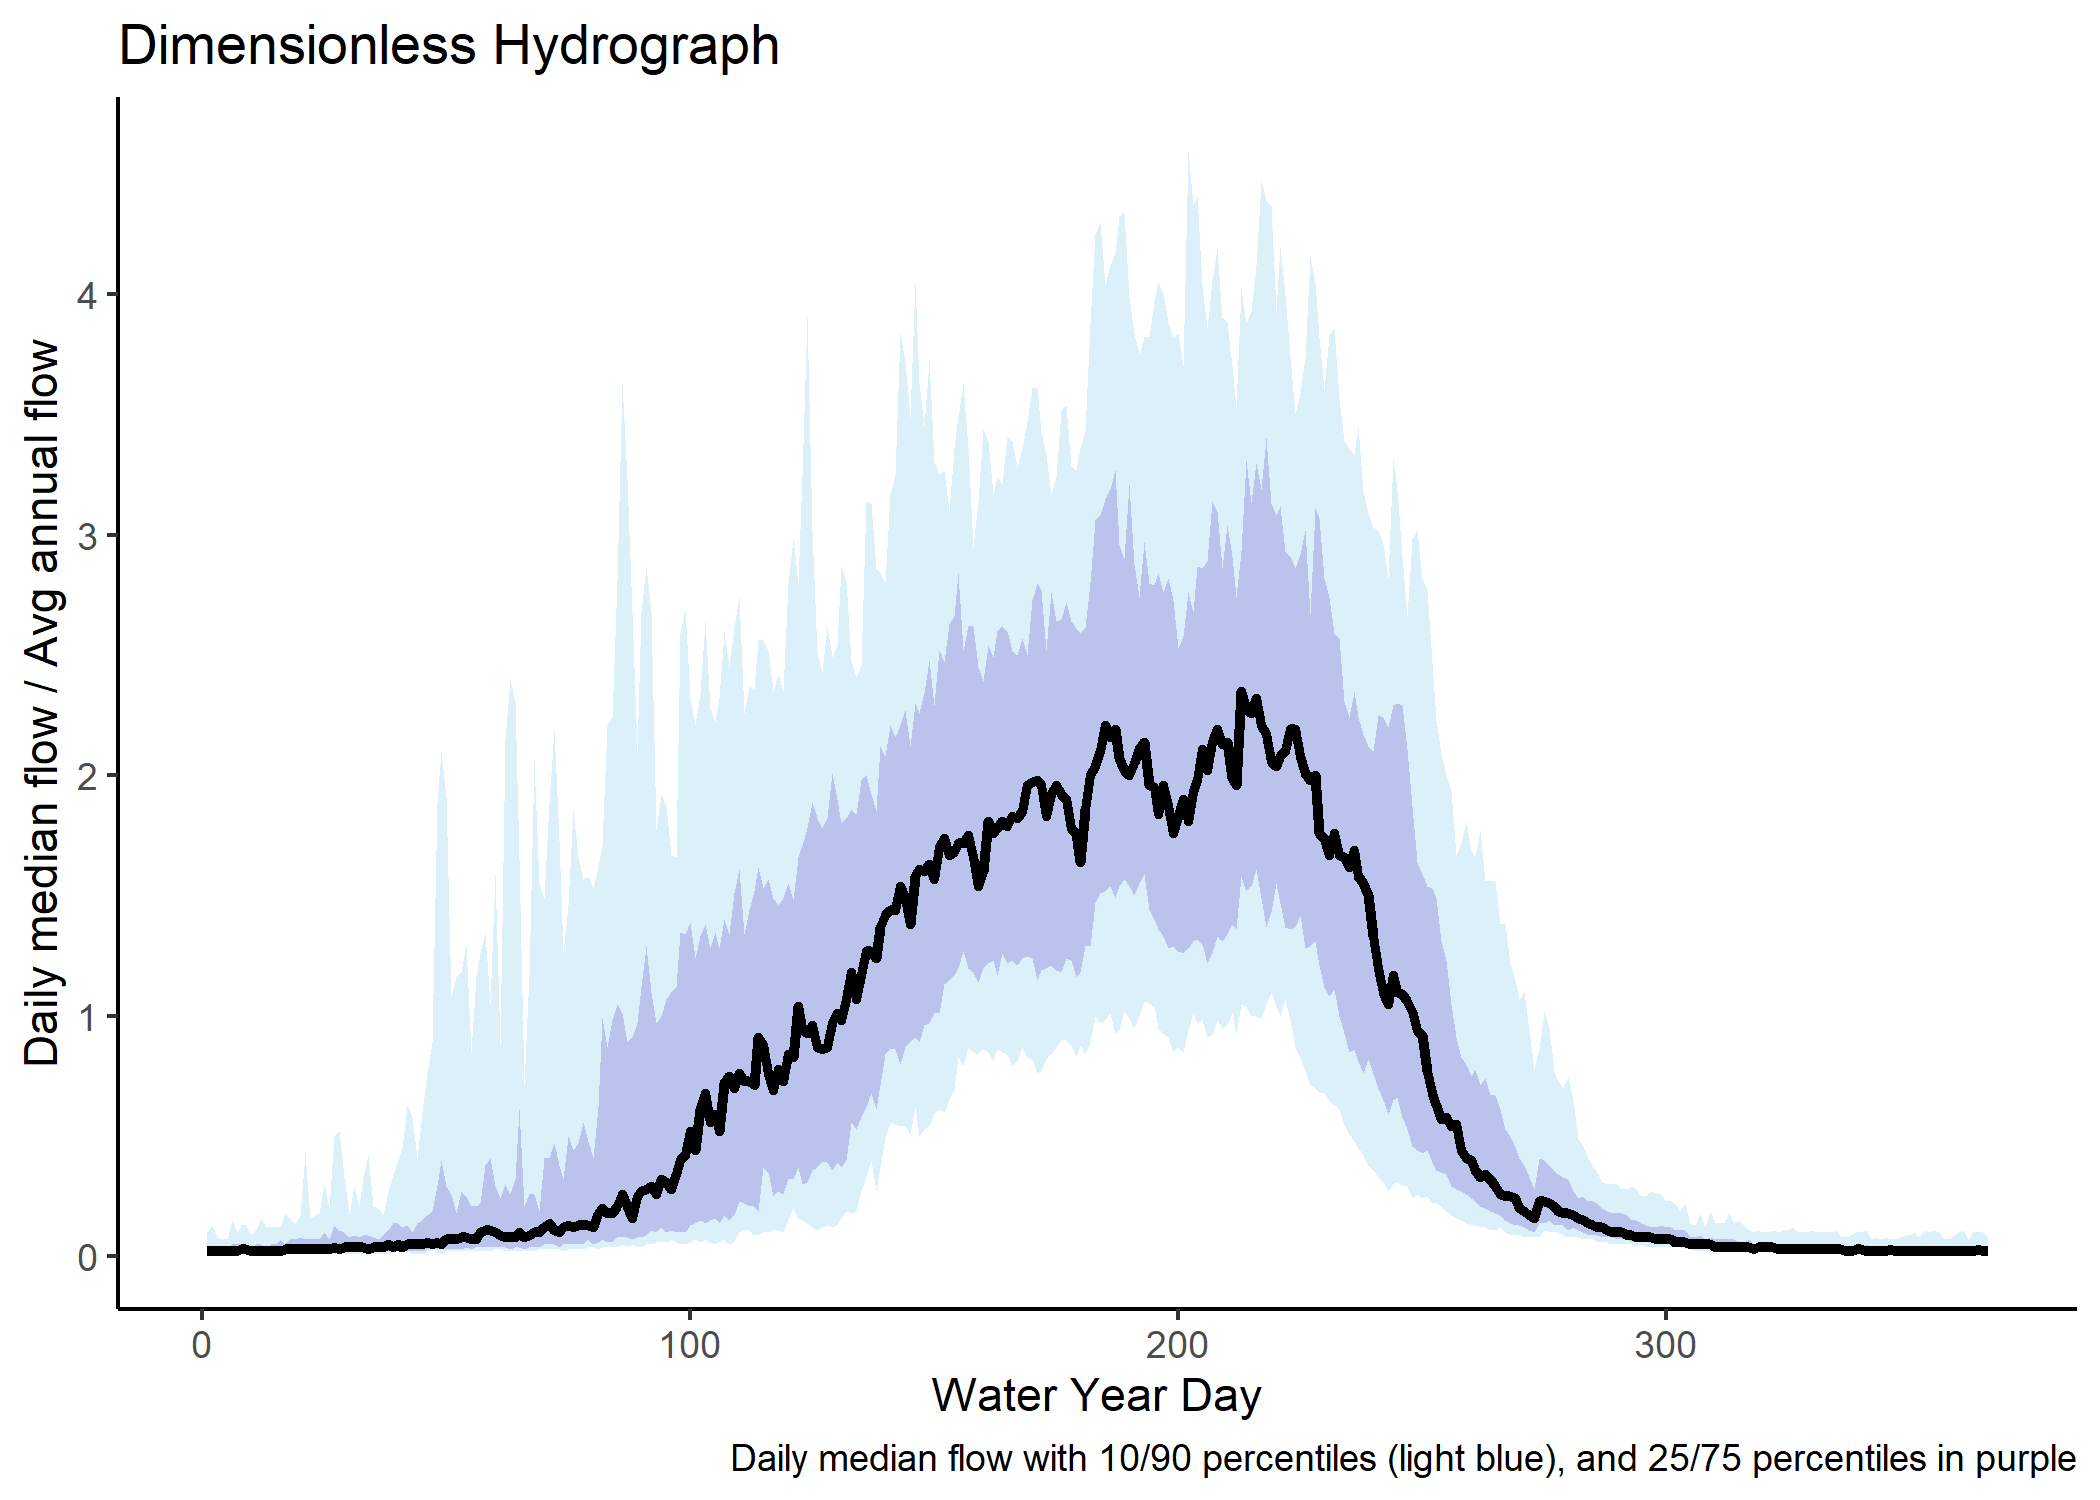 Dimensionless Hydrograph
Daily median flow / Avg annual flow
4
3
2
1
0
0 100 200 300
Water Year Day
Daily median flow with 10/90 percentiles (light blue), and 25/75 percentiles in purple